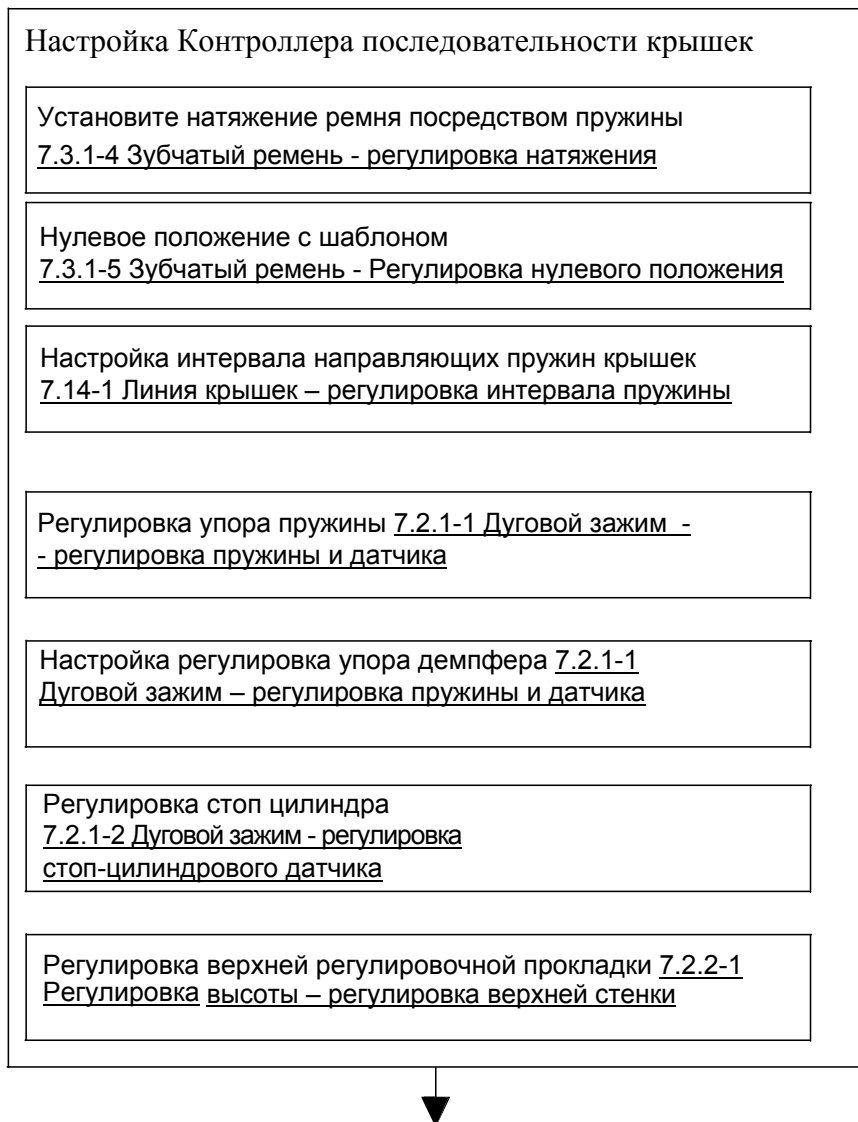 Настройка Контроллера последовательности крышек
Установите натяжение ремня посредством пружины
7.3.1-4 Зубчатый ремень - регулировка натяжения
Нулевое положение с шаблоном
7.3.1-5 Зубчатый ремень - Регулировка нулевого положения
Настройка интервала направляющих пружин крышек
7.14-1 Линия крышек – регулировка интервала пружины
Регулировка упора пружины 7.2.1-1 Дуговой зажим -
- регулировка пружины и датчика
Настройка регулировка упора демпфера 7.2.1-1
Дуговой зажим – регулировка пружины и датчика
Регулировка стоп цилиндра
7.2.1-2 Дуговой зажим - регулировка
стоп-цилиндрового датчика
Регулировка верхней регулировочной прокладки 7.2.2-1
Регулировка высоты – регулировка верхней стенки